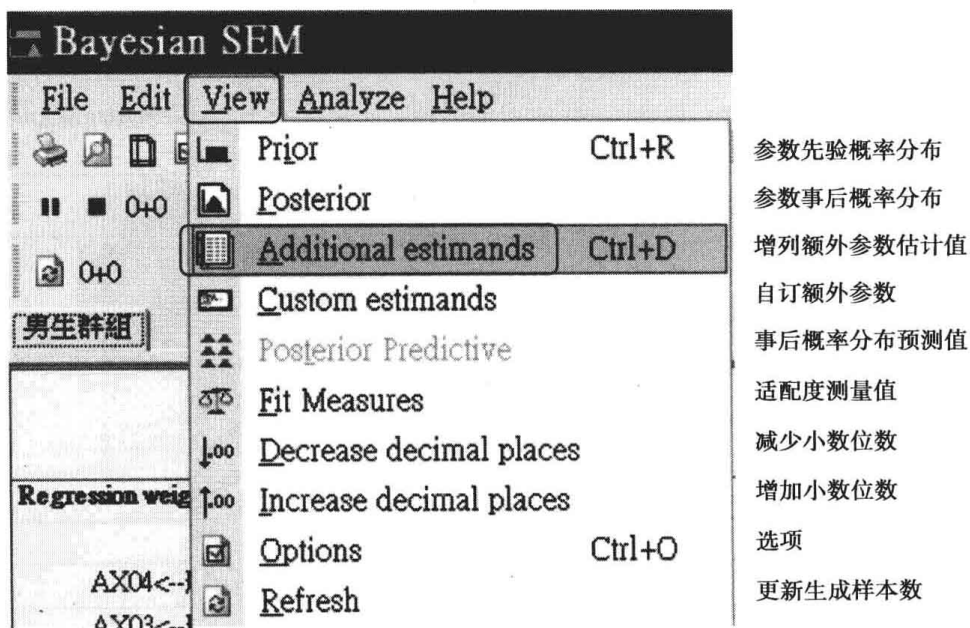 Bayesian SEM
File Edit View Analyze Help
Prior Ctrl+R 参数先验概率分布
0+0 Posterior 参数事后概率分布
Additional estimands Ctrl+D 增列额外参数估计值
0+0
Custom estimands 自订额外参数
男生群組
Posterior Predictive 事后概率分布预测值
Fit Measures 适配度测量值
.00 Decrease decimal places 减少小数位数
Regression weig .00 Increase decimal places 增加小数位数
Options Ctrl+O 选项
AX04<--
Refresh 更新生成样本数
AX03<--